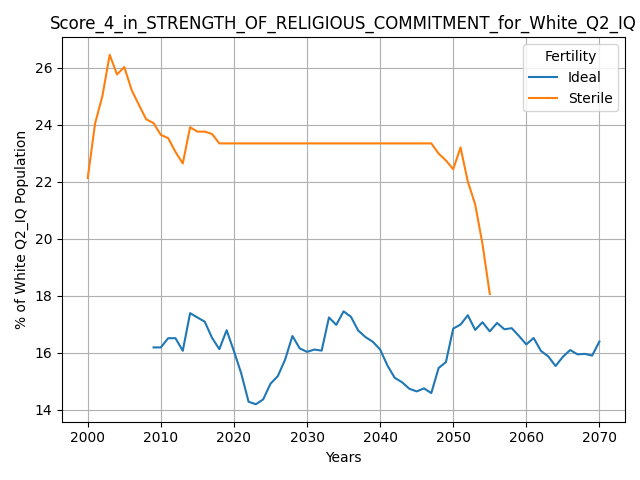 Score_4_in_STRENGTH_OF_RELIGIOUS_COMMITMENT_for_White_Q2_IQ
Fertility
Ideal
Sterile
% of White Q2_IQ Population
26
24
22
20
18
16
14
2000 2010 2020 2030 2040 2050 2060 2070
Years